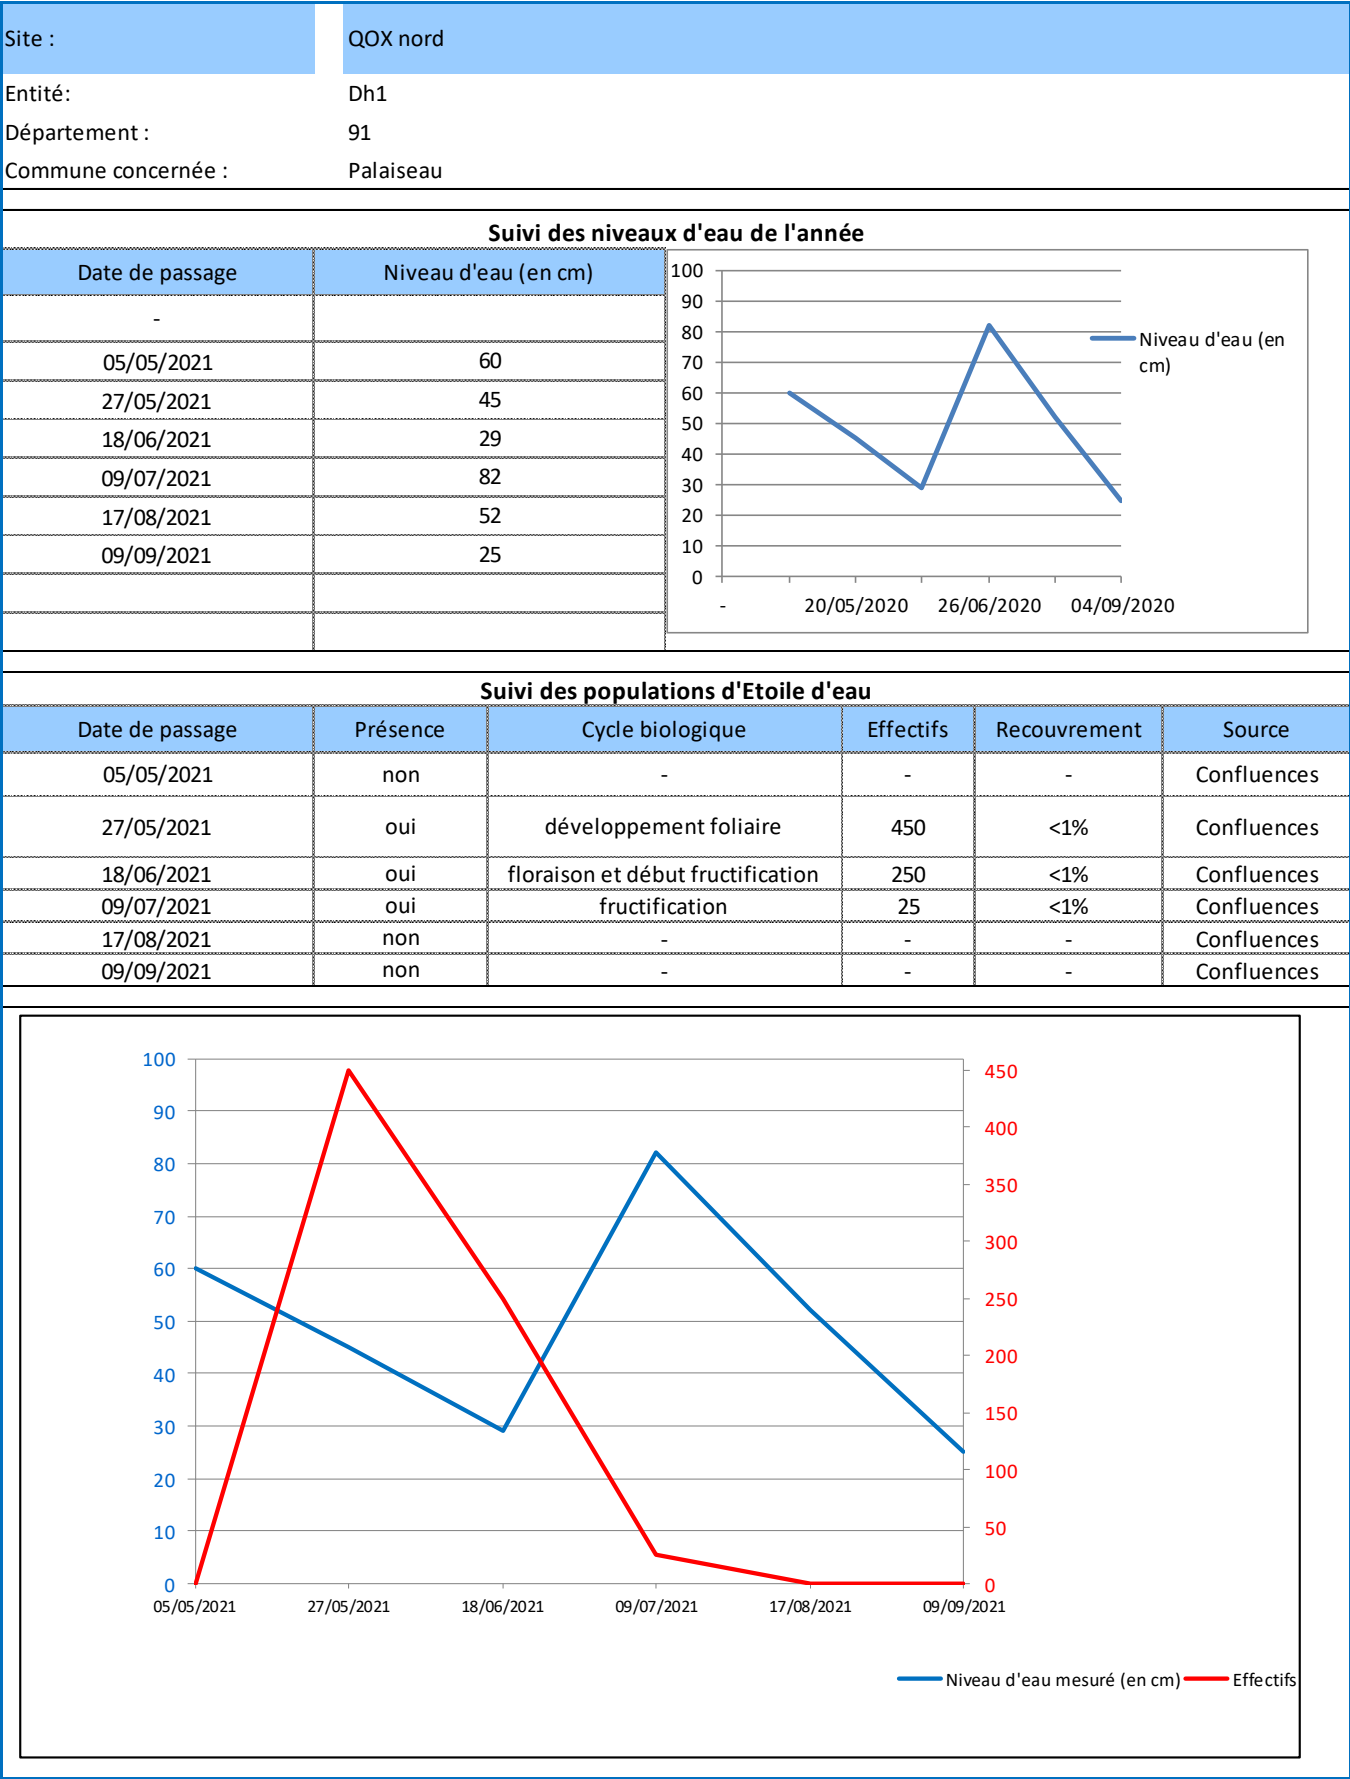 Site : QOX nord
Entité: Dh1
Département : 91
Commune concernée : Palaiseau
Suivi des niveaux d'eau de l'année
Date de passage Niveau d'eau (en cm)
-
05/05/2021 60
27/05/2021 45
18/06/2021 29
09/07/2021 82
17/08/2021 52
09/09/2021 25
100
90
80
70
60
50
40
30
20
10
0
- 20/05/2020 26/06/2020 04/09/2020
Niveau d'eau (en
cm)
Suivi des populations d'Etoile d'eau
Date de passage Présence Cycle biologique Effectifs Recouvrement Source
05/05/2021 non - - - Confluences
27/05/2021 oui développement foliaire 450 <1% Confluences
18/06/2021 oui floraison et début fructification 250 <1% Confluences
09/07/2021 oui fructification 25 <1% Confluences
17/08/2021 non - - - Confluences
09/09/2021 non - - - Confluences
100
90
80
70
60
50
40
30
20
10
0
450
400
350
300
250
200
150
100
50
0
05/05/2021 27/05/2021 18/06/2021 09/07/2021 17/08/2021 09/09/2021
Niveau d'eau mesuré (en cm) Effectifs